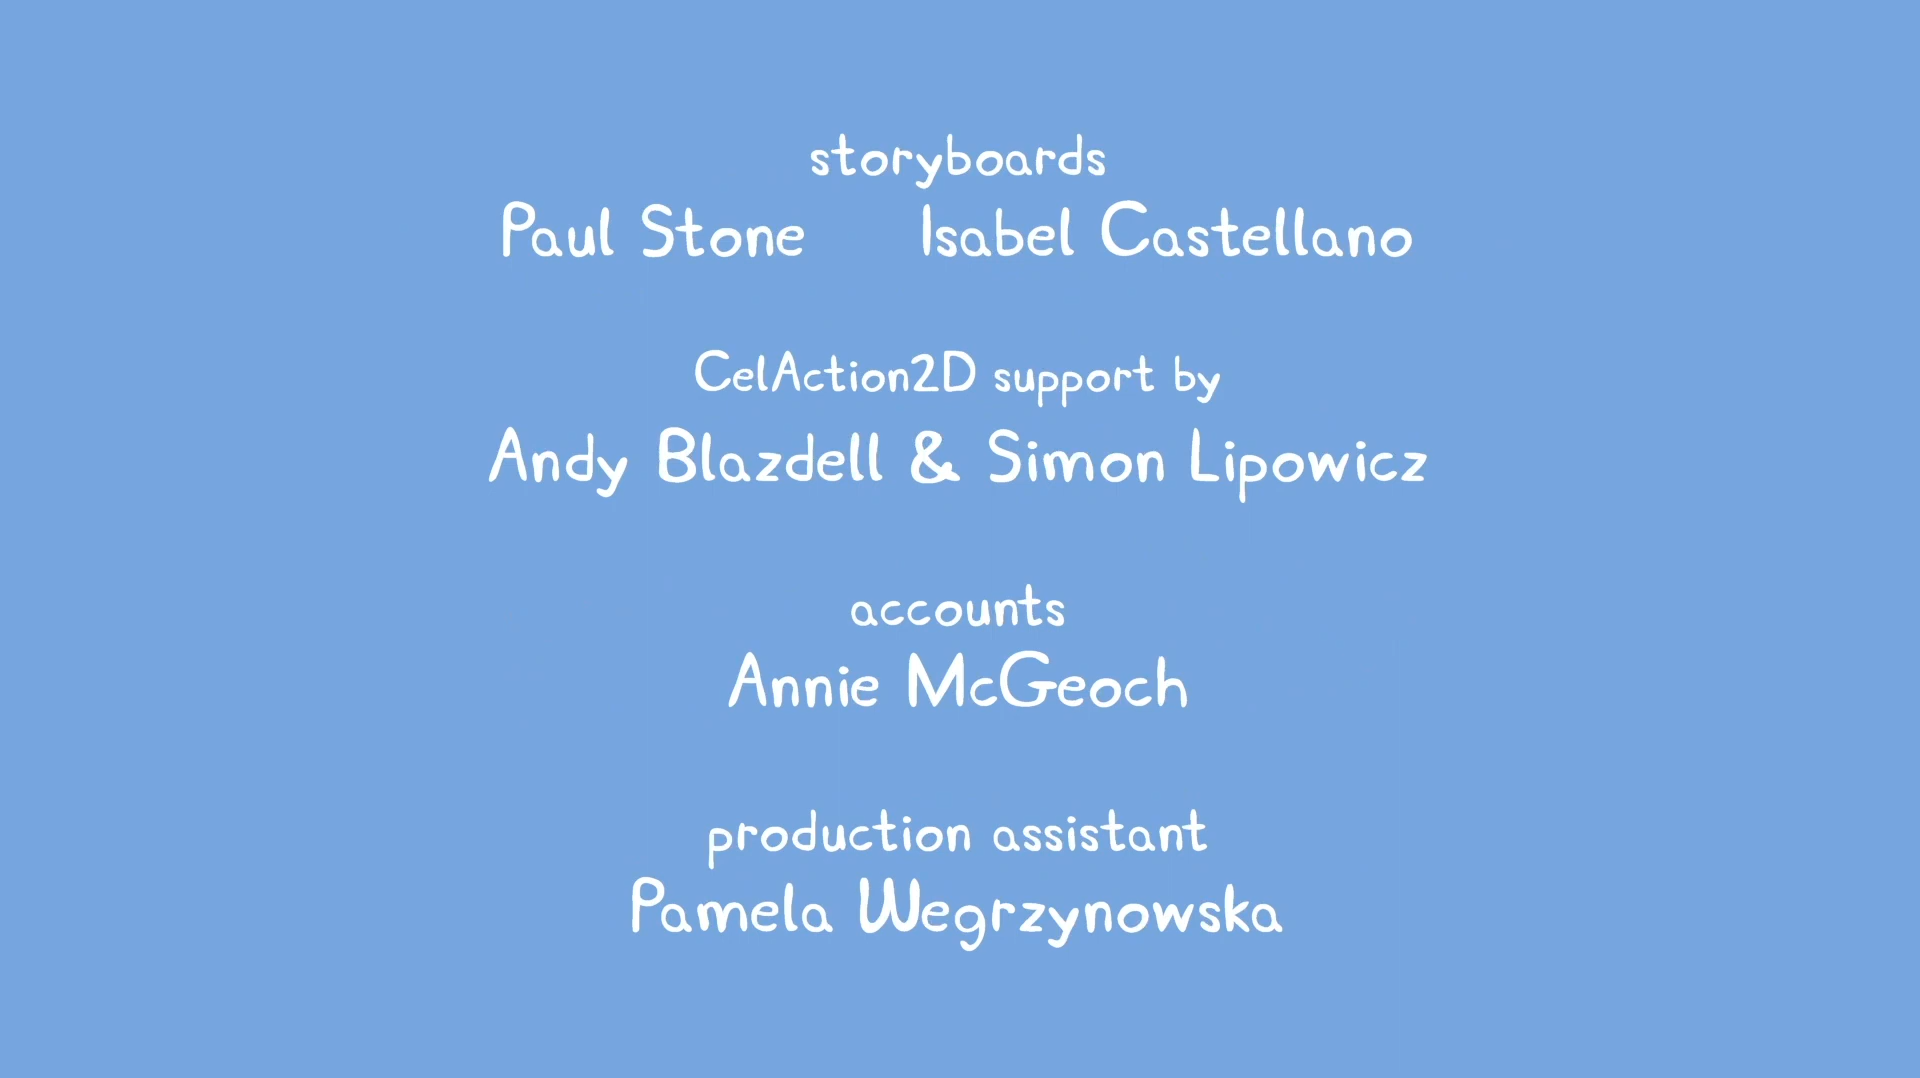 storyboards
Paul Stone Isabel Castellano
CelAction2D support by
Andy Blazdell & Simon Lipowicz
accounts
Annie McGeoch
production assistant
Pamela Wegrzynowska